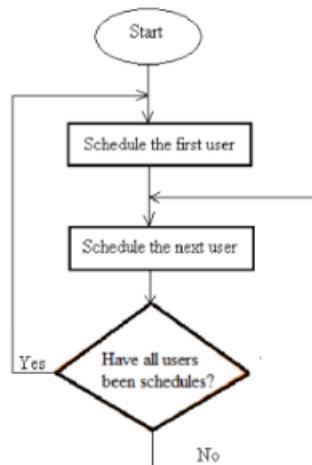 Start
Schedule the first user
Schedule the next user
Have all users
been schedules?
Yes
No